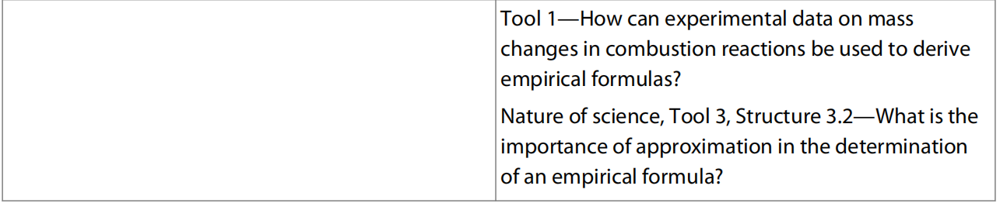 Tool 1—How can experimental data on mass
changes in combustion reactions be used to derive
empirical formulas?
Nature of science, Tool 3, Structure 3.2—What is the
importance of approximation in the determination
of an empirical formula?